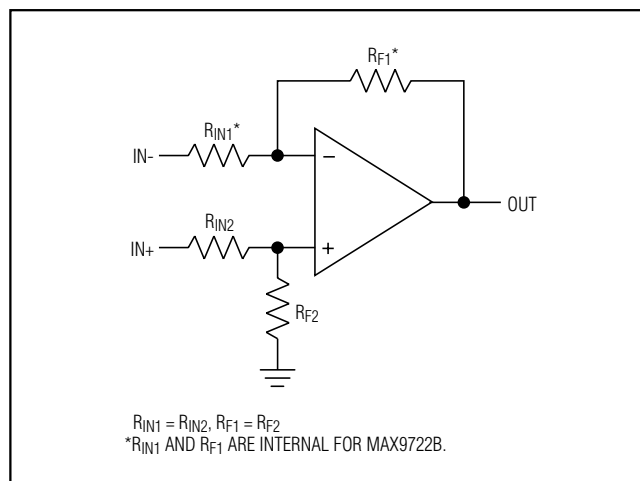 RF1*
RIN1*
IN-
−
OUT
RIN2
IN+
+
RF2
RIN1 = RIN2, RF1 = RF2
*RIN1 AND RF1 ARE INTERNAL FOR MAX9722B.